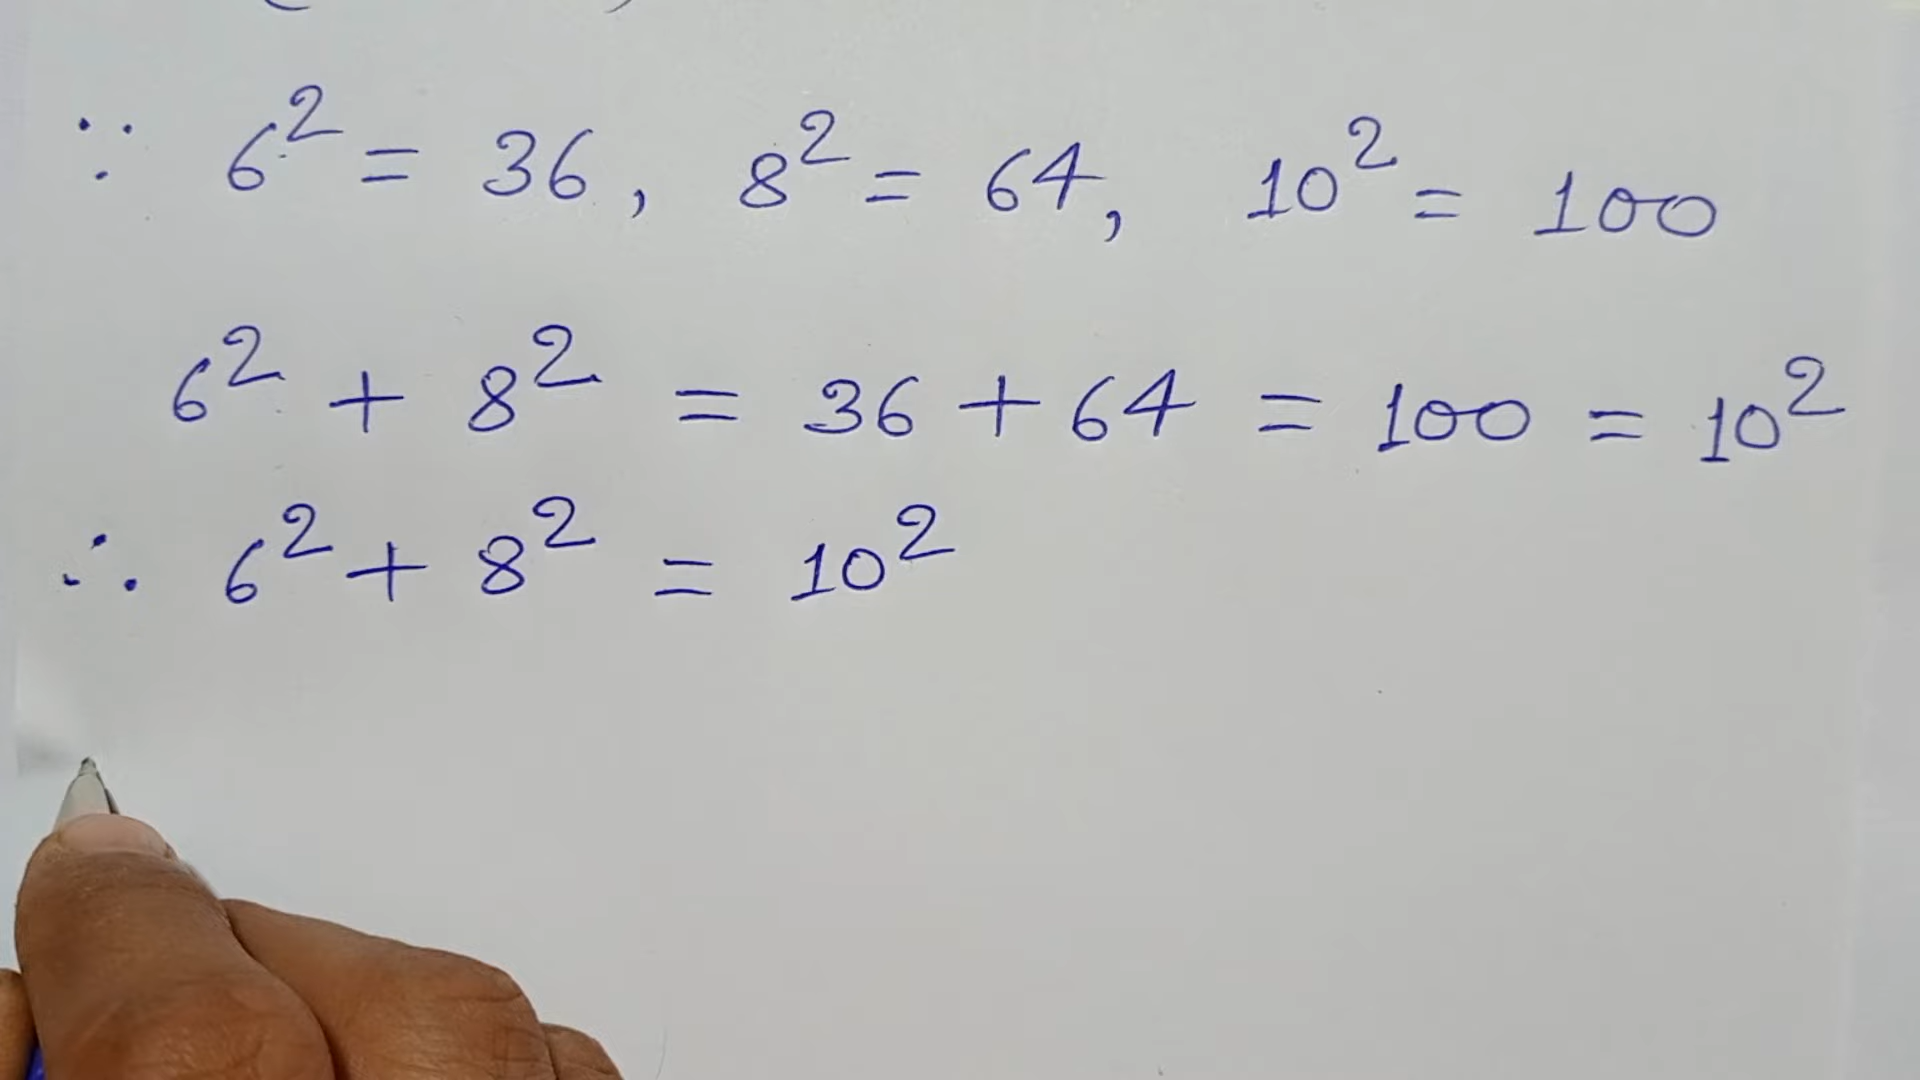 ∵ 6² = 36, 8² = 64, 10² = 100
6² + 8² = 36 + 64 = 100 = 10²
∴ 6² + 8² = 10²